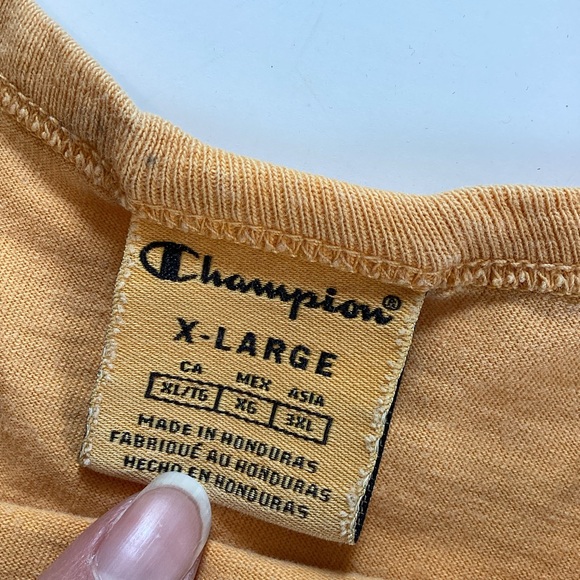 Champion®
X-LARGE
CA MEX ASIA
XL/TG XG 3XL
MADE IN HONDURAS
FABRIQUÉ AU HONDURAS
HECHO EN HONDURAS